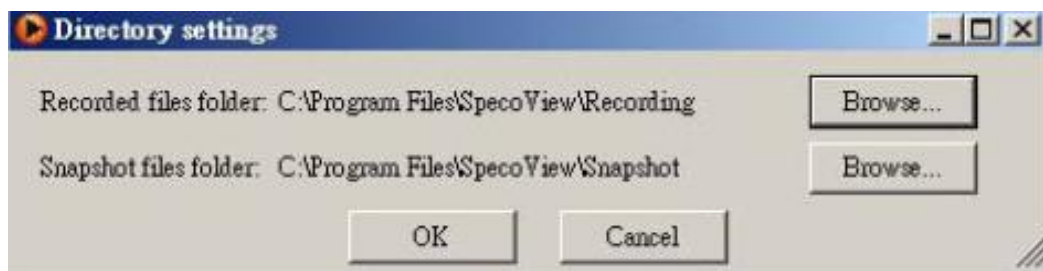 Directory settings
Recorded files folder: C:\Program Files\SpecoView\Recording Browse...
Snapshot files folder: C:\Program Files\SpecoView\Snapshot Browse...
OK Cancel